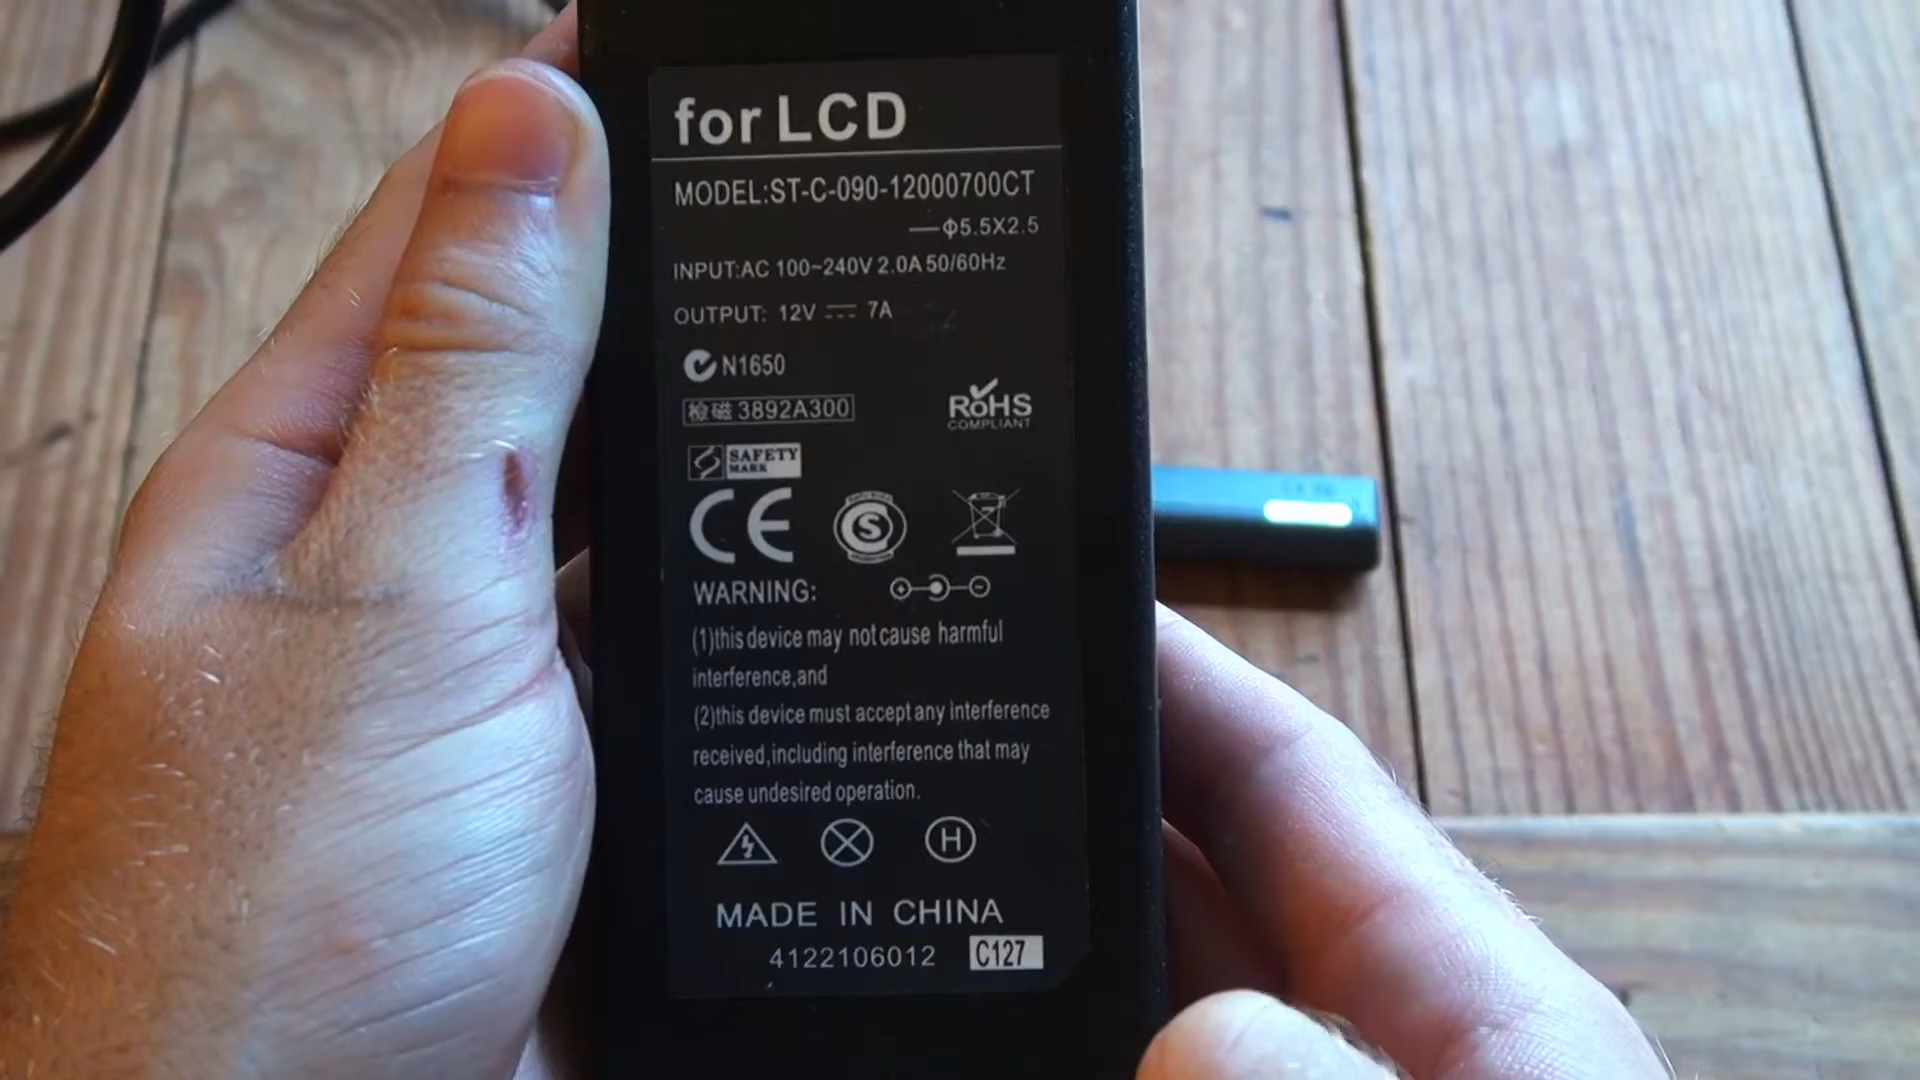 for LCD
MODEL:ST-C-090-12000700CT
—ф5.5X2.5
INPUT:AC 100~240V 2.0A 50/60Hz
OUTPUT: 12V ⎓ 7A
N1650
檢磁 3892A300
RoHS
COMPLIANT
SAFETY
MARK
CE
S
WARNING:
(1)this device may not cause harmful
interference,and
(2)this device must accept any interference
received,including interference that may
cause undesired operation.
H
MADE IN CHINA
4122106012 C127